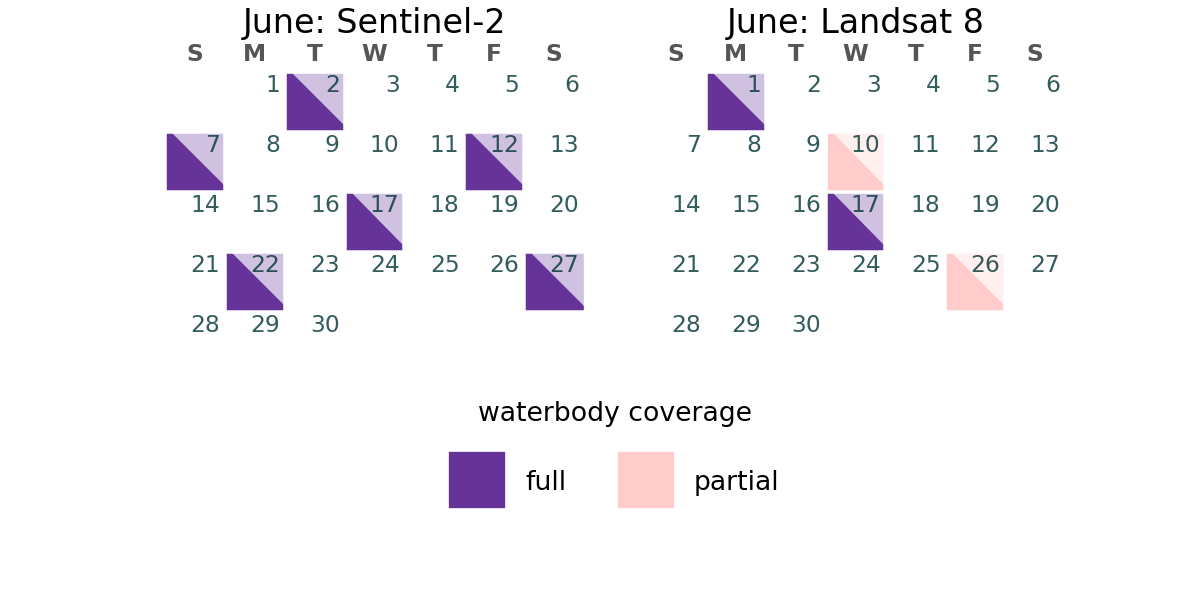 June: Sentinel-2
S M T W T F S
1 2 3 4 5 6
7 8 9 10 11 12 13
14 15 16 17 18 19 20
21 22 23 24 25 26 27
28 29 30
June: Landsat 8
S M T W T F S
1 2 3 4 5 6
7 8 9 10 11 12 13
14 15 16 17 18 19 20
21 22 23 24 25 26 27
28 29 30
waterbody coverage
full
partial